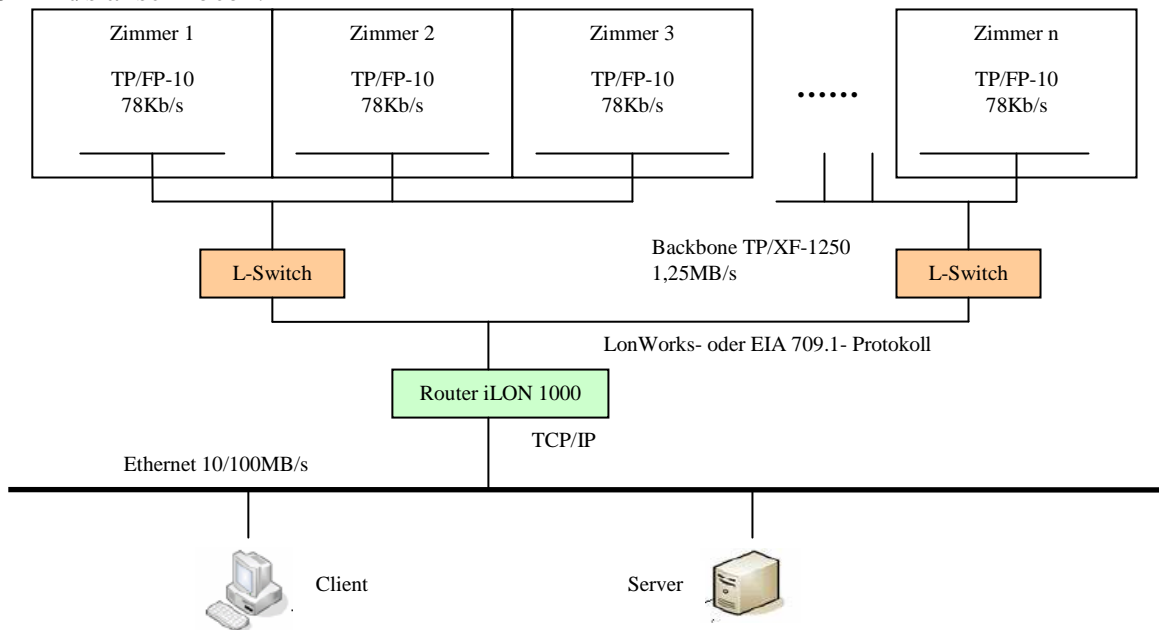 Zimmer 1
TP/FP-10
78Kb/s
Zimmer 2
TP/FP-10
78Kb/s
Zimmer 3
TP/FP-10
78Kb/s
......
Zimmer n
TP/FP-10
78Kb/s
L-Switch
Backbone TP/XF-1250
1,25MB/s
L-Switch
LonWorks- oder EIA 709.1- Protokoll
Router iLON 1000
TCP/IP
Ethernet 10/100MB/s
Client
Server